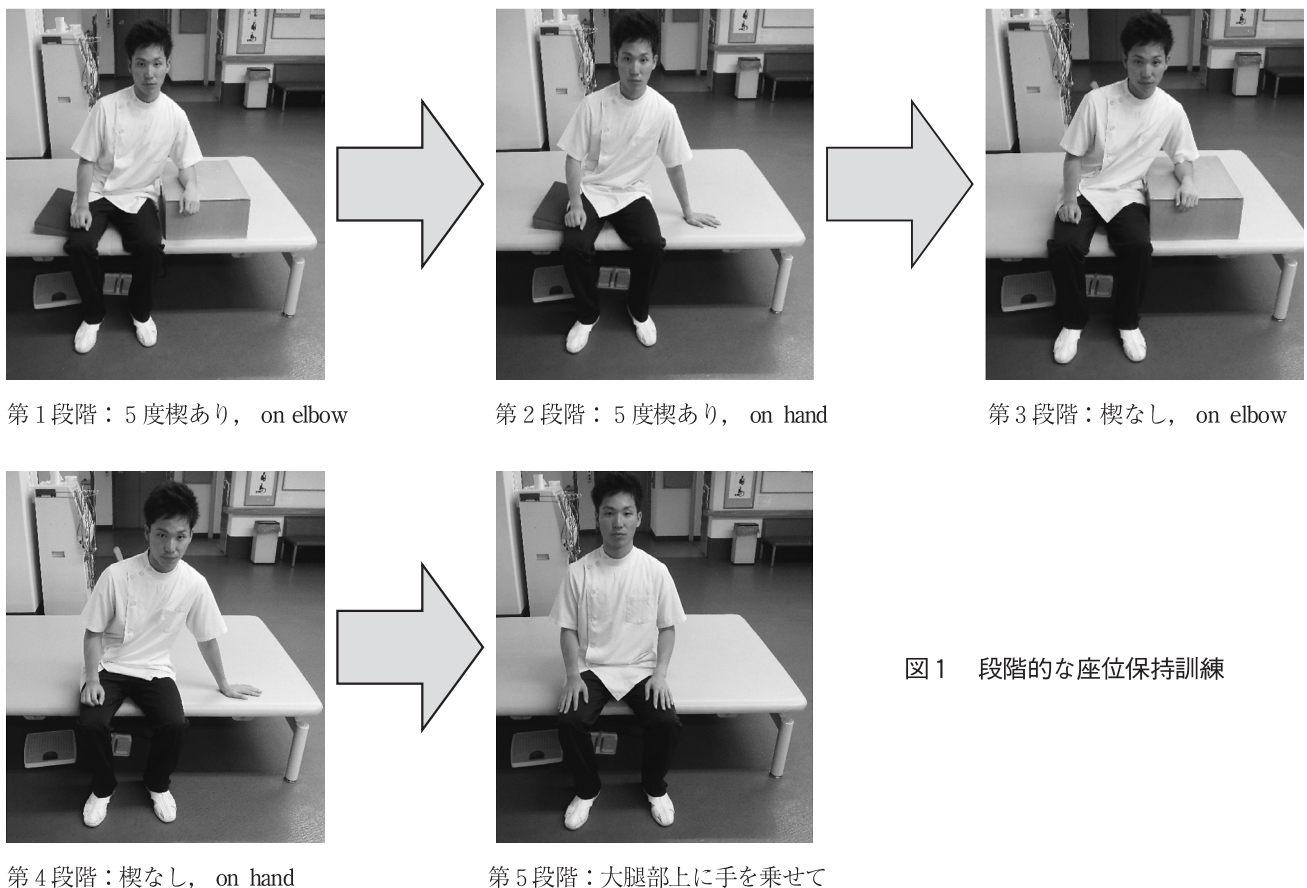 第1段階：5度楔あり， on elbow
第2段階：5度楔あり， on hand
第3段階：楔なし， on elbow
第4段階：楔なし， on hand
第5段階：大腿部上に手を乗せて
図1　段階的な座位保持訓練